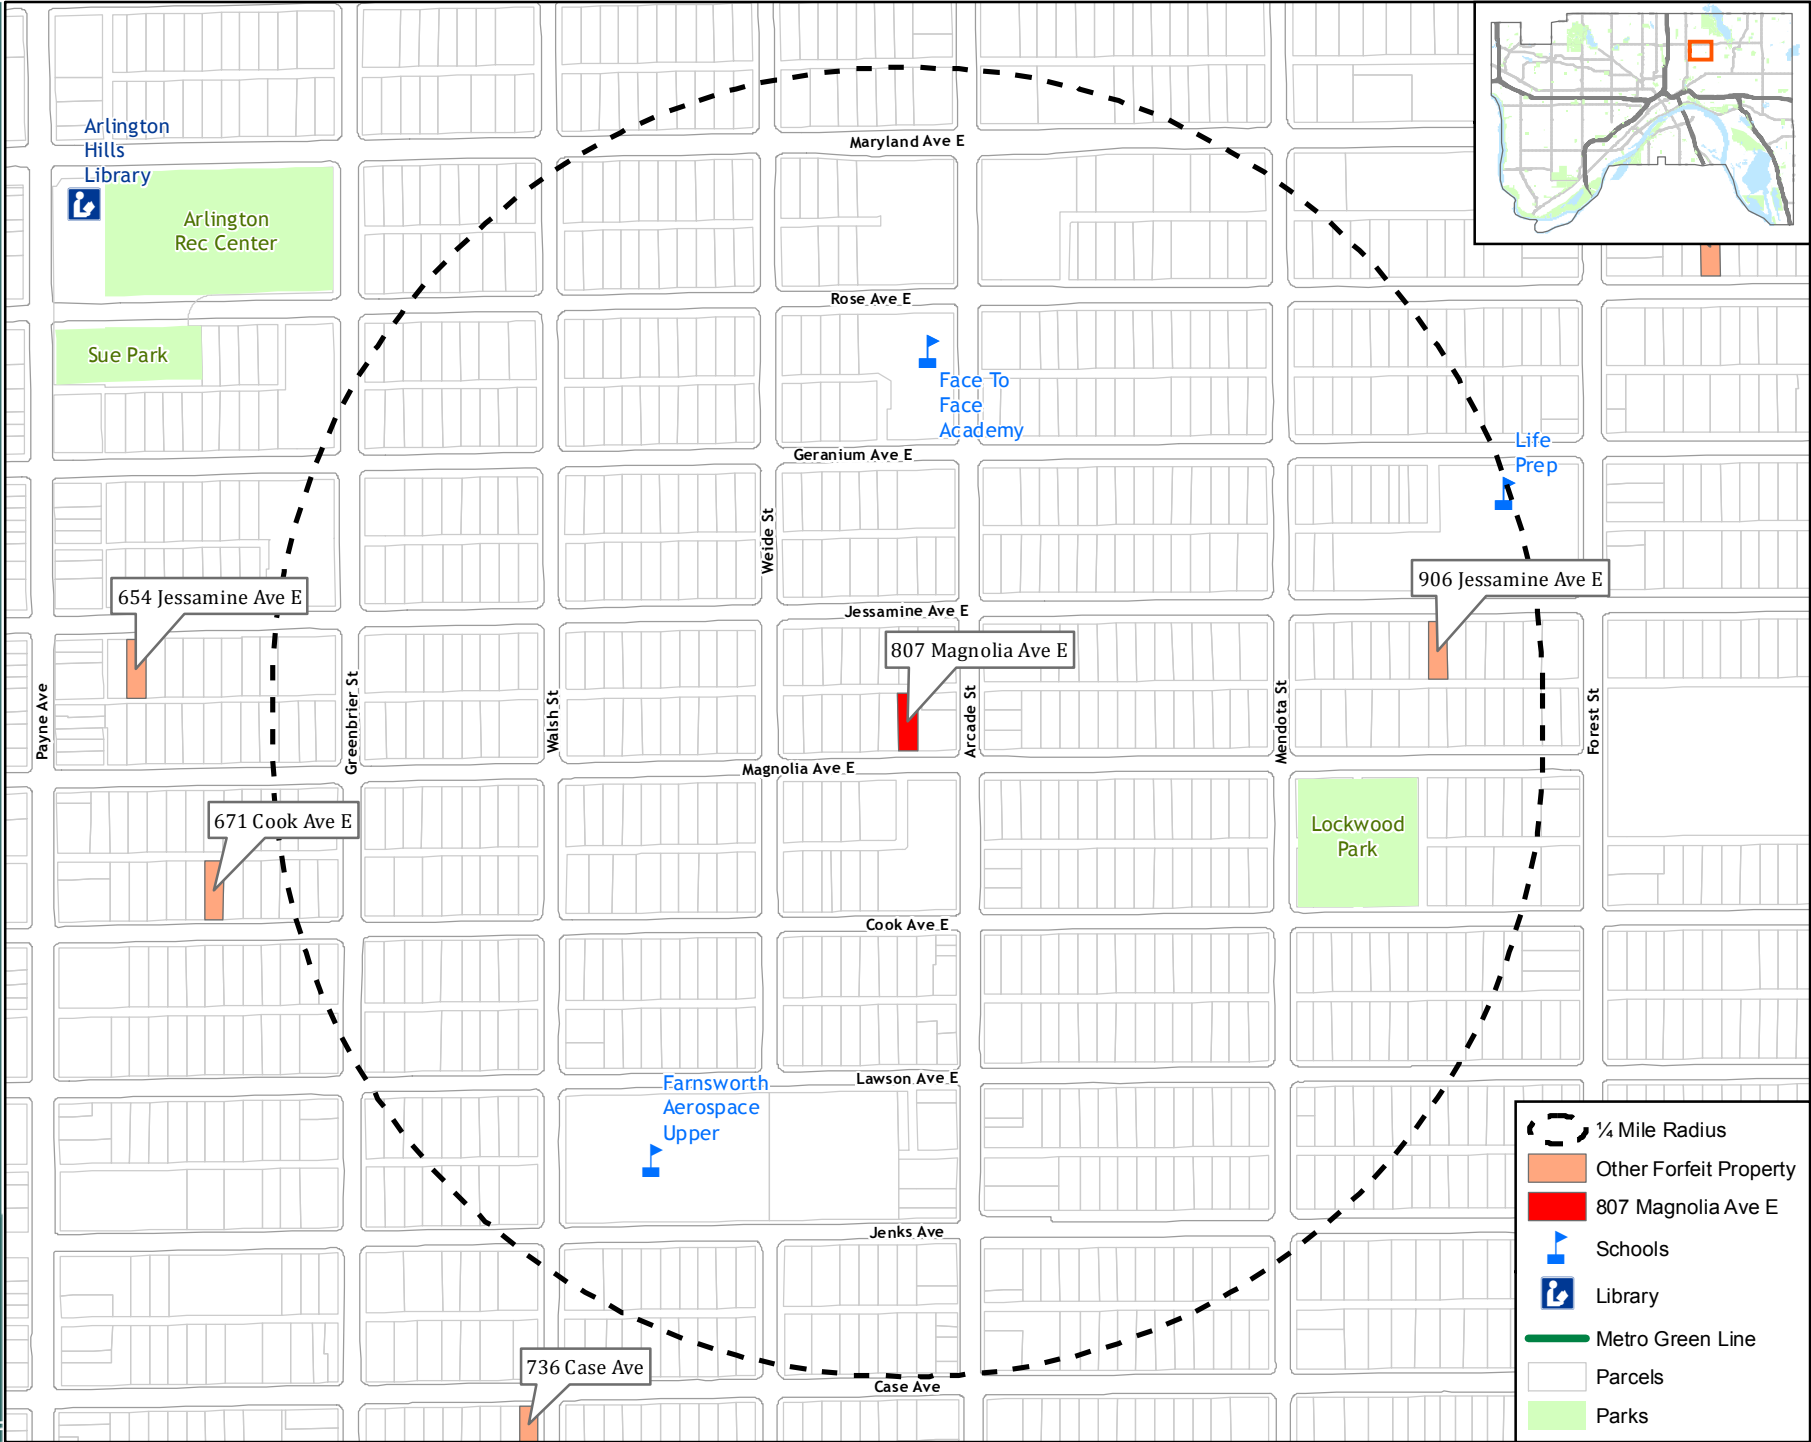 Maryland Ave E
Arlington
Hills
Library
Arlington
Rec Center
Rose Ave E
Sue Park
Face To
Face
Academy
Life
Prep
Geranium Ave E
Weide St
654 Jessamine Ave E
906 Jessamine Ave E
Jessamine Ave E
807 Magnolia Ave E
Payne Ave
Greenbrier St
Walsh St
Arcade St
Mendota St
Forest St
Magnolia Ave E
671 Cook Ave E
Lockwood
Park
Cook Ave E
Lawson Ave E
Farnsworth
Aerospace
Upper
Jenks Ave
736 Case Ave
Case Ave
¼ Mile Radius
Other Forfeit Property
807 Magnolia Ave E
Schools
Library
Metro Green Line
Parcels
Parks